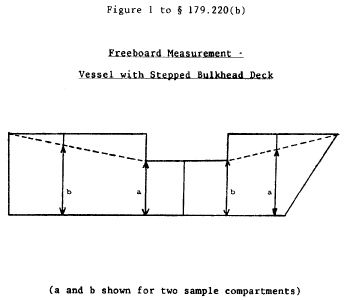 Figure 1 to § 179.220(b)
Freeboard Measurement -
Vessel with Stepped Bulkhead Deck
b a b a
(a and b shown for two sample compartments)